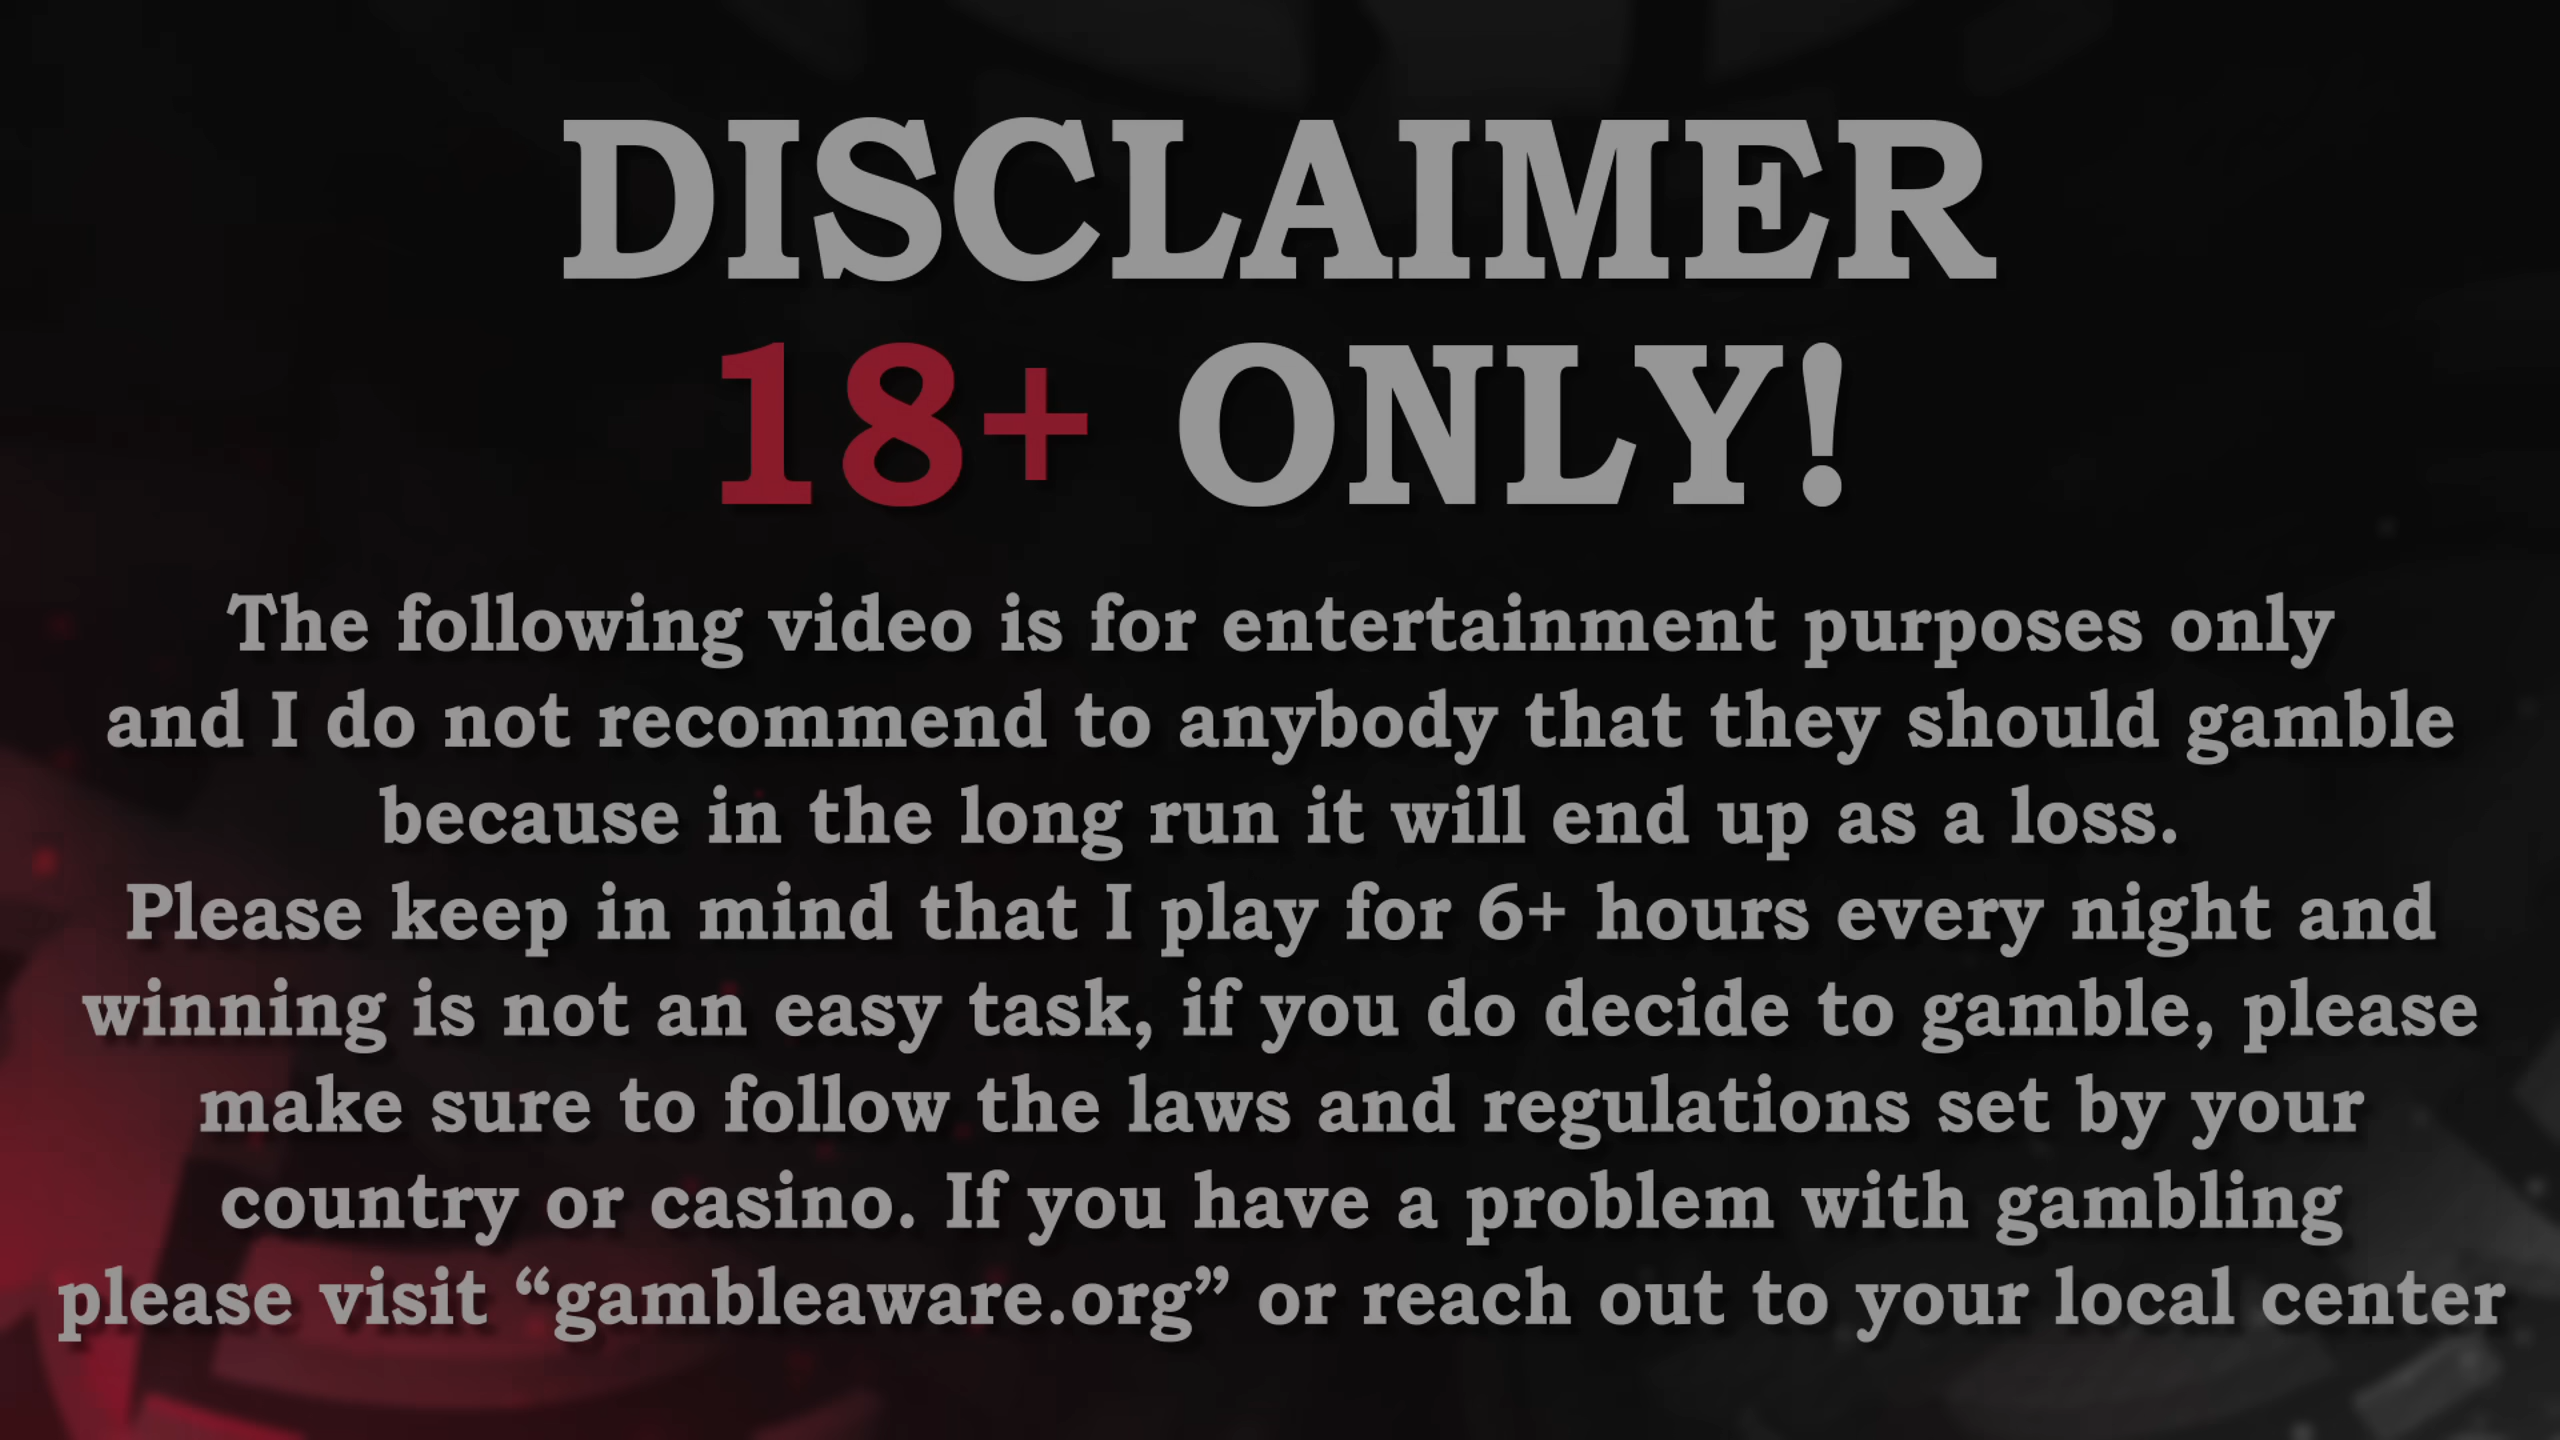 DISCLAIMER
18+ ONLY!
The following video is for entertainment purposes only
and I do not recommend to anybody that they should gamble
because in the long run it will end up as a loss.
Please keep in mind that I play for 6+ hours every night and
winning is not an easy task, if you do decide to gamble, please
make sure to follow the laws and regulations set by your
country or casino. If you have a problem with gambling
please visit “gambleaware.org” or reach out to your local center